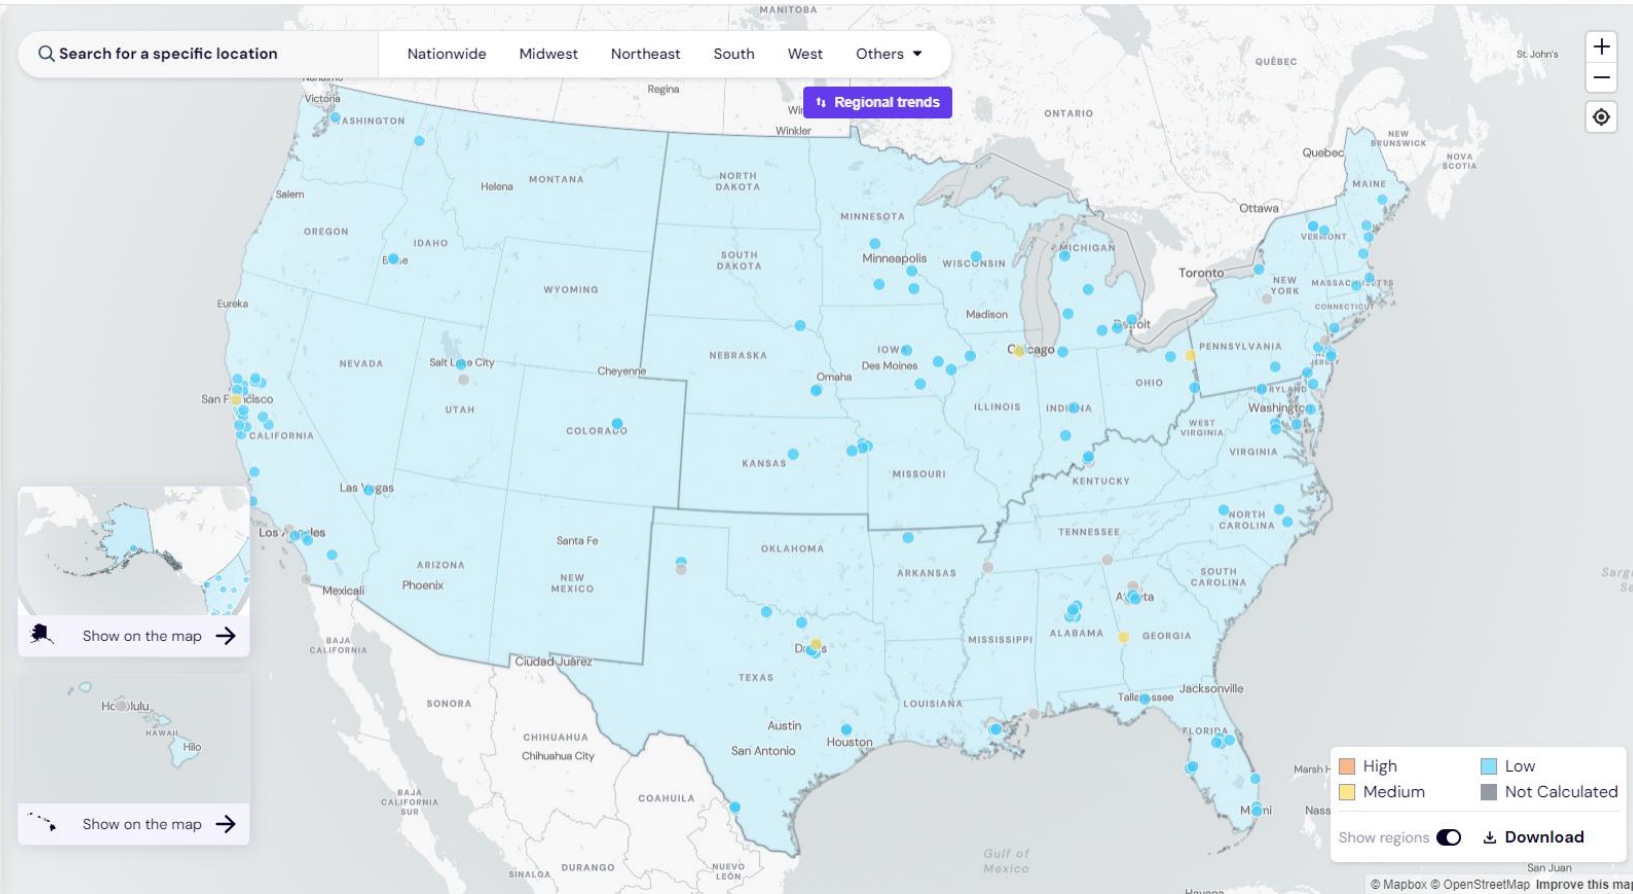 MANITOBA
Search for a specific location
Nationwide
Midwest
Northeast
South
West
Others
St. John's
QUÉBEC
Regina
Victoria
Regional trends
ONTARIO
WASHINGTON
Winkler
NEW
BRUNSWICK
Quebec
NOVA
SCOTIA
MONTANA
Helena
NORTH
DAKOTA
MAINE
Salem
Ottawa
MINNESOTA
OREGON
IDAHO
VERMONT
MICHIGAN
SOUTH
DAKOTA
Minneapolis
WISCONSIN
Toronto
WYOMING
NEW
YORK
MASSACHUSETTS
Eureka
CONNECTICUT
Madison
Detroit
NEVADA
Salt Lake City
Cheyenne
NEBRASKA
IOWA
Des Moines
Chicago
PENNSYLVANIA
JERSEY
Omaha
OHIO
San Francisco
UTAH
ILLINOIS
INDIANA
MARYLAND
Washington
CALIFORNIA
COLORADO
WEST
VIRGINIA
KANSAS
MISSOURI
VIRGINIA
KENTUCKY
Las Vegas
Los Angeles
Santa Fe
OKLAHOMA
TENNESSEE
NORTH
CAROLINA
ARIZONA
Phoenix
NEW
MEXICO
ARKANSAS
SOUTH
CAROLINA
Mexicali
Atlanta
Show on the map
BAJA
CALIFORNIA
MISSISSIPPI
ALABAMA
GEORGIA
Ciudad Juárez
Dallas
TEXAS
Jacksonville
Tallahassee
SONORA
LOUISIANA
Honolulu
HAWAII
Hilo
Austin
CHIHUAHUA
Chihuahua City
San Antonio
Houston
FLORIDA
High
Low
Medium
Not Calculated
Marsh H
Nass
BAJA
CALIFORNIA
SUR
COAHUILA
Miami
Show on the map
Show regions
Download
Gulf of
Mexico
SINALOA
DURANGO
NUEVO
LEÓN
San Juan
© Mapbox © OpenStreetMap Improve this map